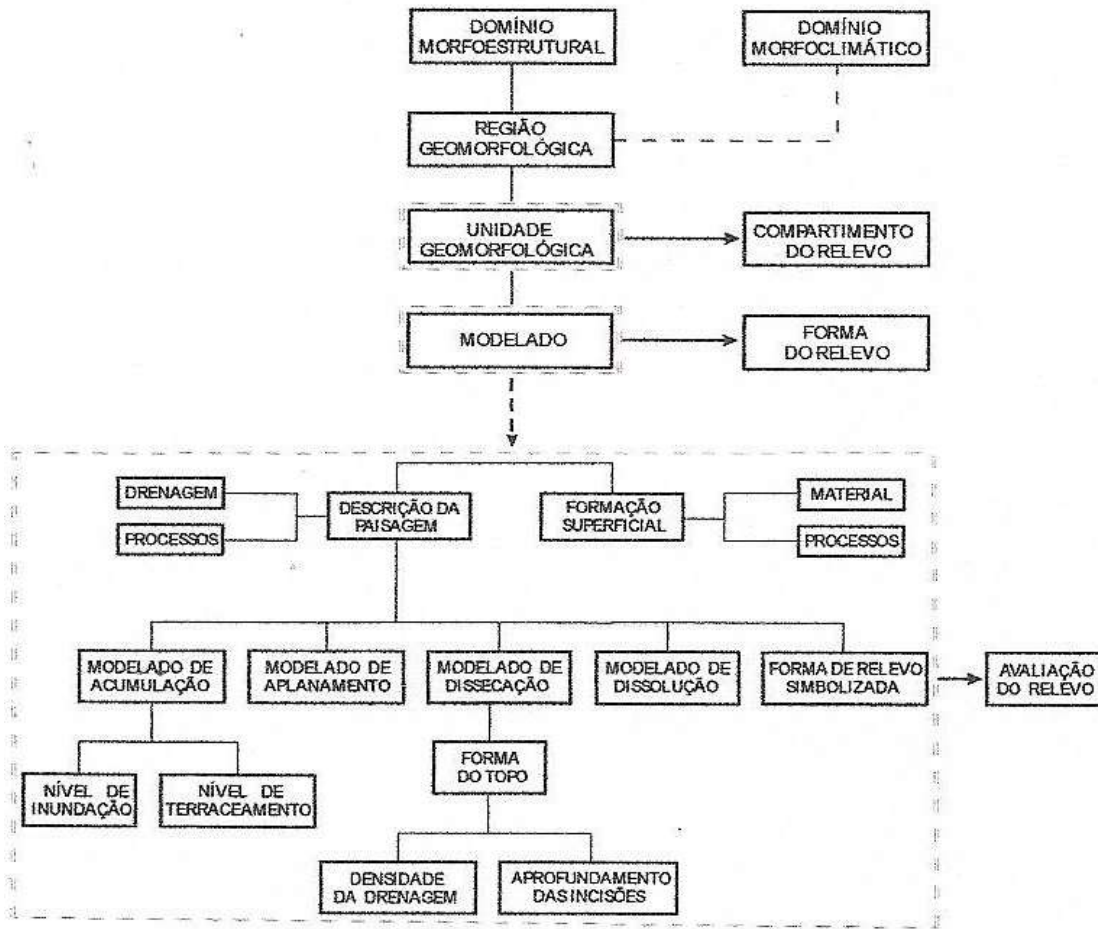 DOMÍNIO
MORFOESTRUTURAL
DOMÍNIO
MORFOCLIMÁTICO
REGIÃO
GEOMORFOLÓGICA
UNIDADE
GEOMORFOLÓGICA
COMPARTIMENTO
DO RELEVO
MODELADO
FORMA
DO RELEVO
DRENAGEM
PROCESSOS
DESCRIÇÃO DA
PAISAGEM
FORMAÇÃO
SUPERFICIAL
MATERIAL
PROCESSOS
MODELADO DE
ACUMULAÇÃO
MODELADO DE
APLANAMENTO
MODELADO DE
DISSECAÇÃO
MODELADO DE
DISSOLUÇÃO
FORMA DE RELEVO
SIMBOLIZADA
AVALIAÇÃO
DO RELEVO
NÍVEL DE
INUNDAÇÃO
NÍVEL DE
TERRACEAMENTO
FORMA
DO TOPO
DENSIDADE
DA DRENAGEM
APROFUNDAMENTO
DAS INCISÕES